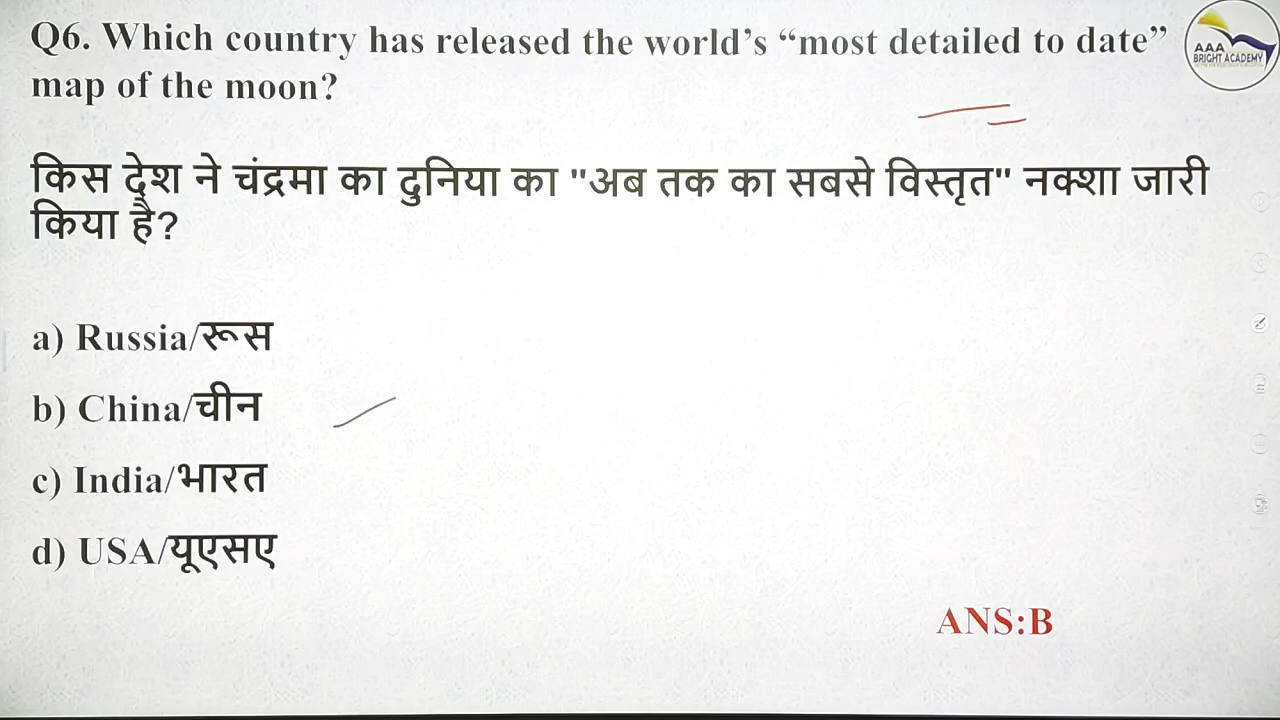 Q6. Which country has released the world’s “most detailed to date”
map of the moon?
AAA
BRIGHT ACADEMY
किस देश ने चंद्रमा का दुनिया का "अब तक का सबसे विस्तृत" नक्शा जारी
किया है?
a) Russia/रूस
b) China/चीन
c) India/भारत
d) USA/यूएसए
ANS:B